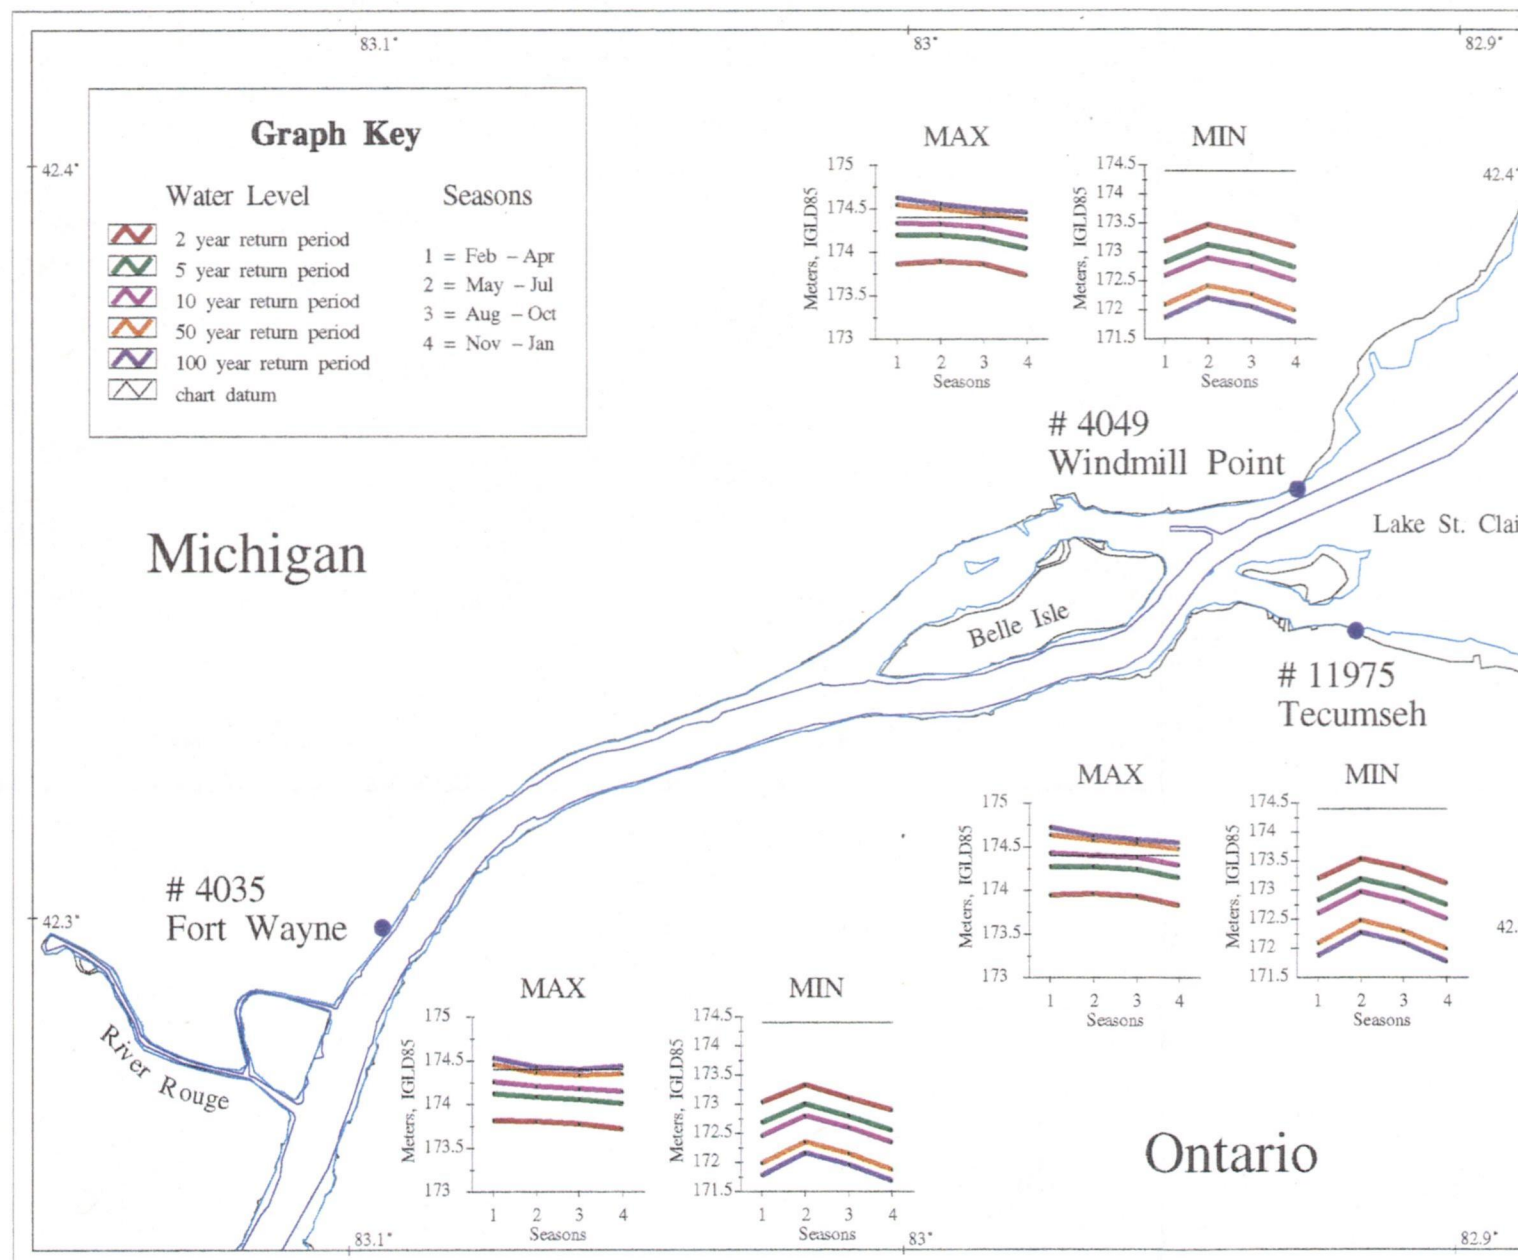 83.1°
83°
82.9°
Graph Key
Water Level
Seasons
2 year return period
5 year return period
10 year return period
50 year return period
100 year return period
chart datum
1 = Feb – Apr
2 = May – Jul
3 = Aug – Oct
4 = Nov – Jan
42.4°
42.4°
MAX
Meters, IGLD85
175
174.5
174
173.5
173
1 2 3 4
Seasons
MIN
Meters, IGLD85
174.5
174
173.5
173
172.5
172
171.5
1 2 3 4
Seasons
# 4049
Windmill Point
Michigan
Lake St. Clai
Belle Isle
# 11975
Tecumseh
MAX
Meters, IGLD85
175
174.5
174
173.5
173
1 2 3 4
Seasons
MIN
Meters, IGLD85
174.5
174
173.5
173
172.5
172
171.5
1 2 3 4
Seasons
# 4035
Fort Wayne
42.3°
42.
River Rouge
MAX
Meters, IGLD85
175
174.5
174
173.5
173
1 2 3 4
Seasons
MIN
Meters, IGLD85
174.5
174
173.5
173
172.5
172
171.5
1 2 3 4
Seasons
Ontario
83.1°
83°
82.9°